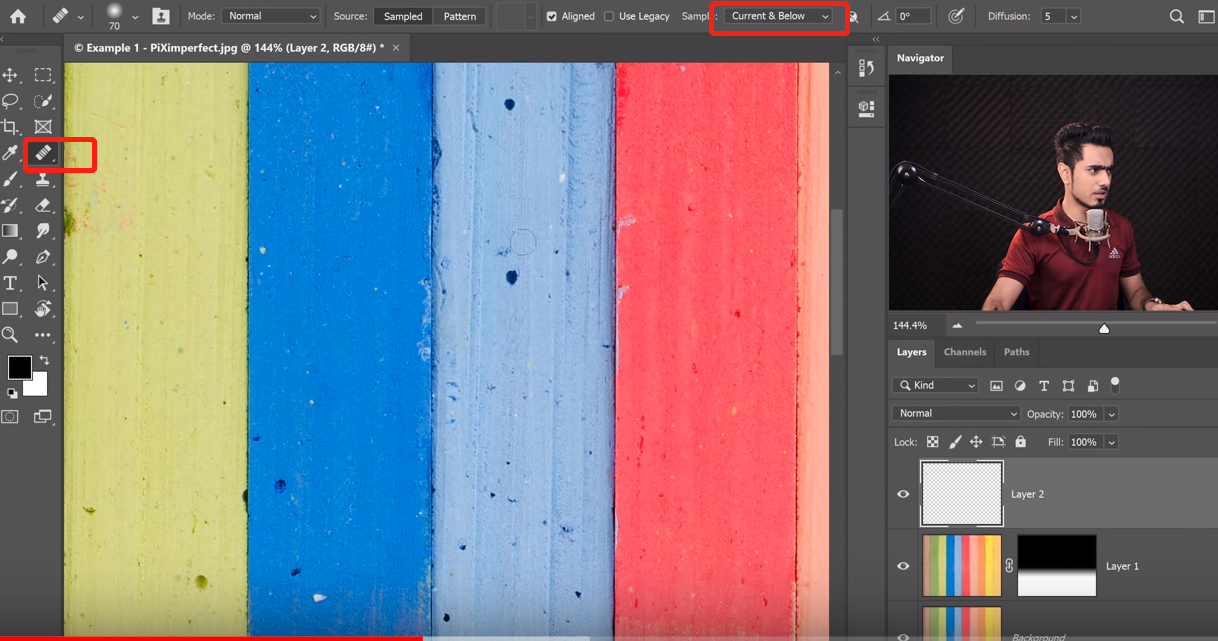 Mode: Normal Source: Sampled Pattern Aligned Use Legacy Sample: Current & Below 0° Diffusion: 5
70
© Example 1 - PiXimperfect.jpg @ 144% (Layer 2, RGB/8#) * ×
Navigator
144.4%
Layers Channels Paths
Kind
Normal Opacity: 100%
Lock: Fill: 100%
Layer 2
Layer 1
Background